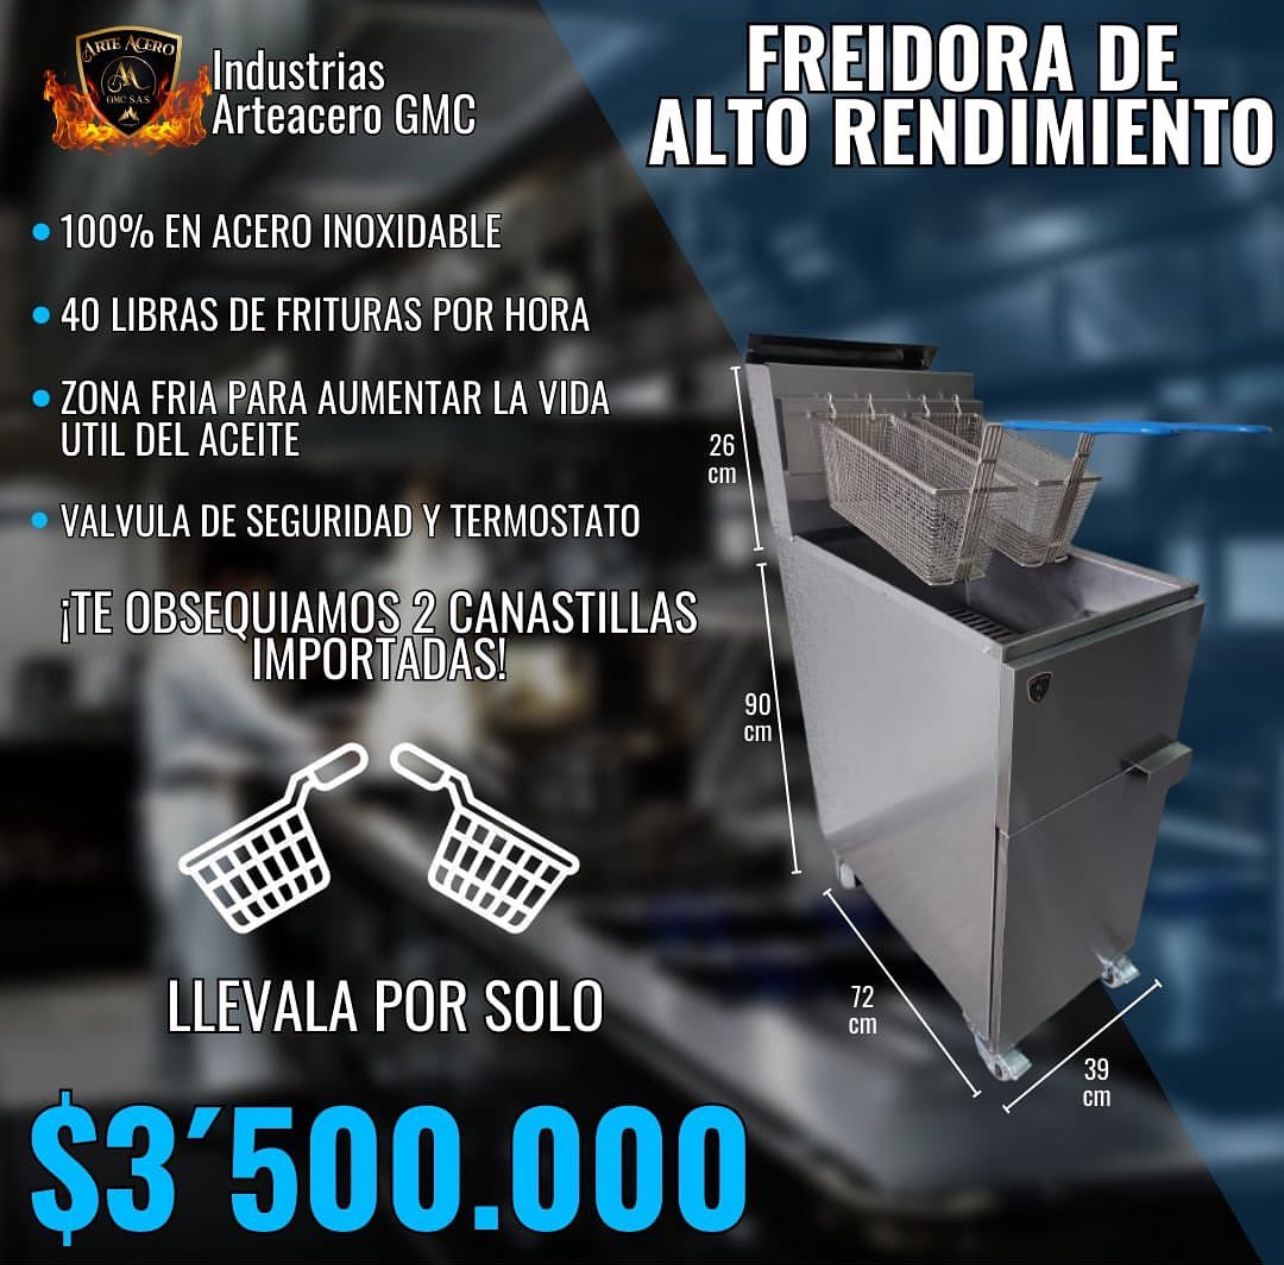 ARTE ACERO
GMC S.A.S.
Industrias
Arteacero GMC
FREIDORA DE
ALTO RENDIMIENTO
• 100% EN ACERO INOXIDABLE
• 40 LIBRAS DE FRITURAS POR HORA
• ZONA FRIA PARA AUMENTAR LA VIDA
UTIL DEL ACEITE
• VALVULA DE SEGURIDAD Y TERMOSTATO
¡TE OBSEQUIAMOS 2 CANASTILLAS
IMPORTADAS!
LLEVALA POR SOLO
$3´500.000
26
cm
90
cm
72
cm
39
cm